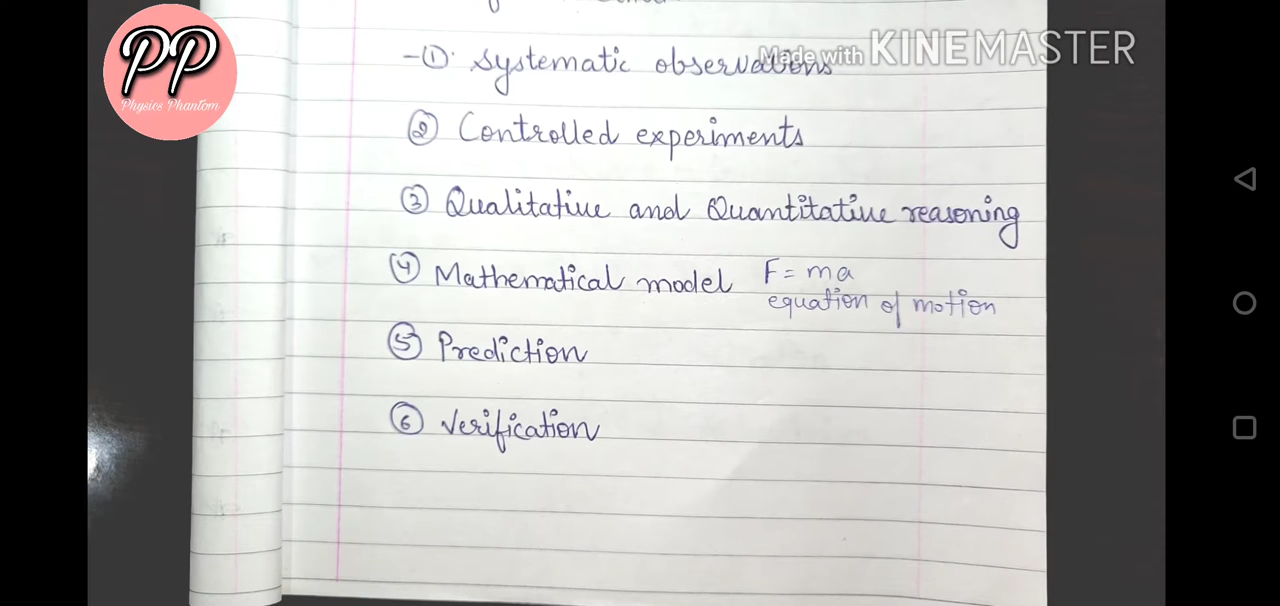 PP
Physics Phantom
Made with KINEMASTER
-① Systematic observations
② Controlled experiments
③ Qualitative and Quantitative reasoning
④ Mathematical model F = ma
equation of motion
⑤ Prediction
⑥ Verification